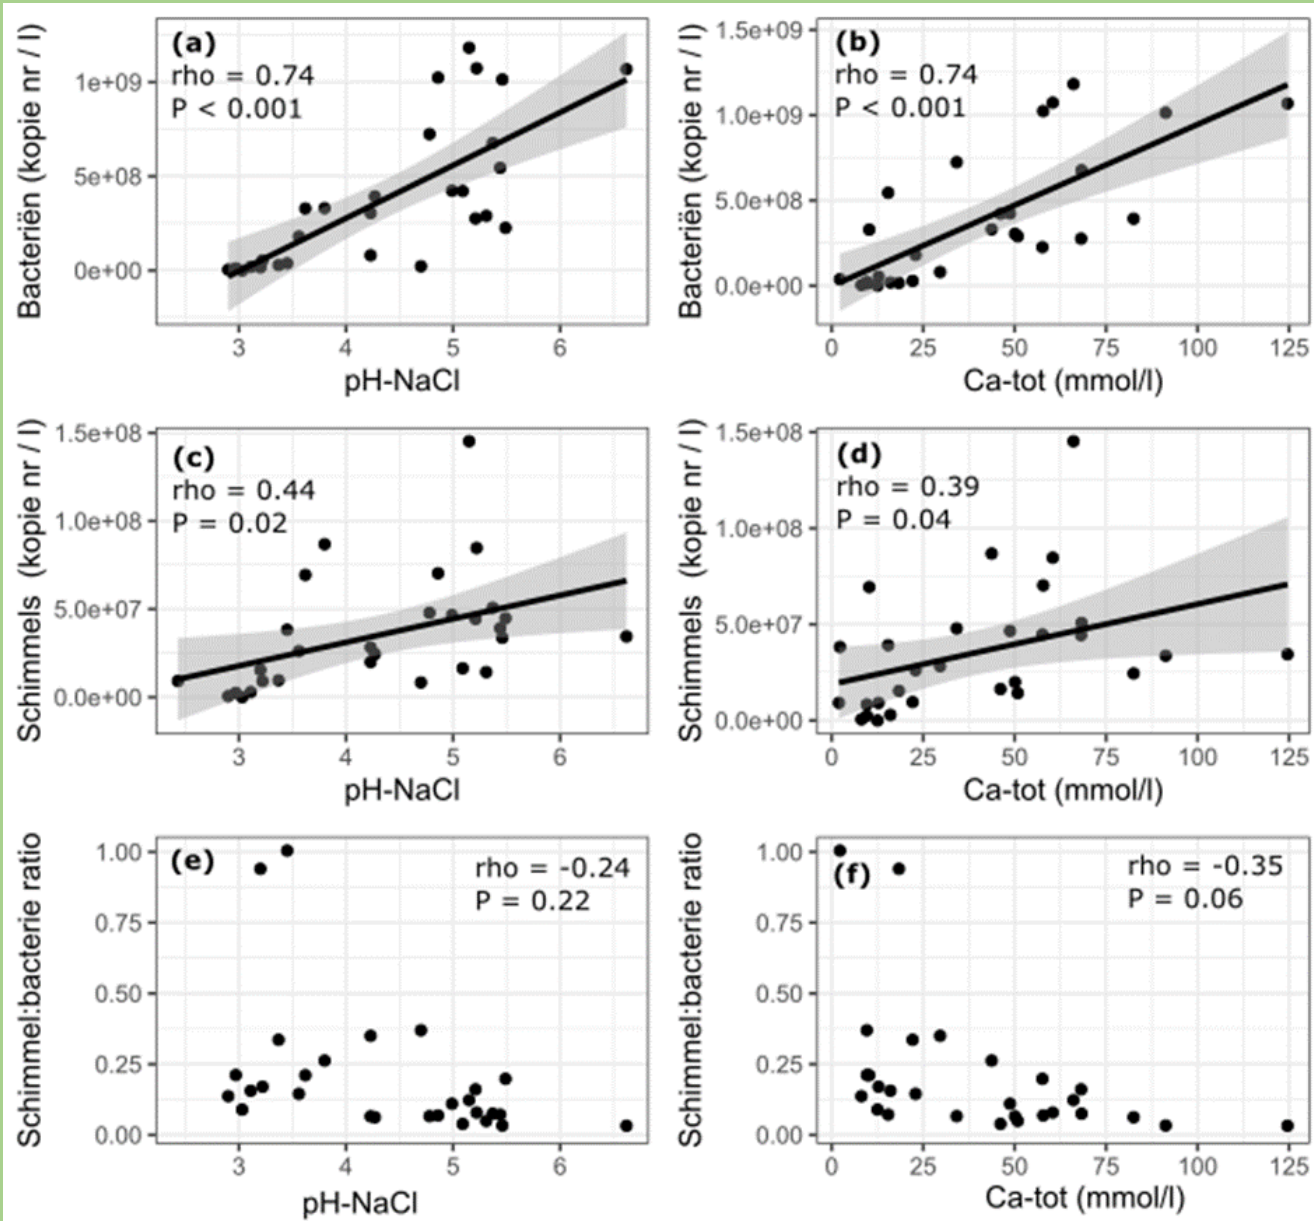 Bacteriën (kopie nr / l)
(a)
rho = 0.74
P < 0.001
1e+09
5e+08
0e+00
3 4 5 6
pH-NaCl
Bacteriën (kopie nr / l)
(b)
rho = 0.74
P < 0.001
1.5e+09
1.0e+09
5.0e+08
0.0e+00
0 25 50 75 100 125
Ca-tot (mmol/l)
Schimmels (kopie nr / l)
(c)
rho = 0.44
P = 0.02
1.5e+08
1.0e+08
5.0e+07
0.0e+00
3 4 5 6
pH-NaCl
Schimmels (kopie nr / l)
(d)
rho = 0.39
P = 0.04
1.5e+08
1.0e+08
5.0e+07
0.0e+00
0 25 50 75 100 125
Ca-tot (mmol/l)
Schimmel:bacterie ratio
(e)
rho = -0.24
P = 0.22
1.00
0.75
0.50
0.25
0.00
3 4 5 6
pH-NaCl
Schimmel:bacterie ratio
(f)
rho = -0.35
P = 0.06
1.00
0.75
0.50
0.25
0.00
0 25 50 75 100 125
Ca-tot (mmol/l)